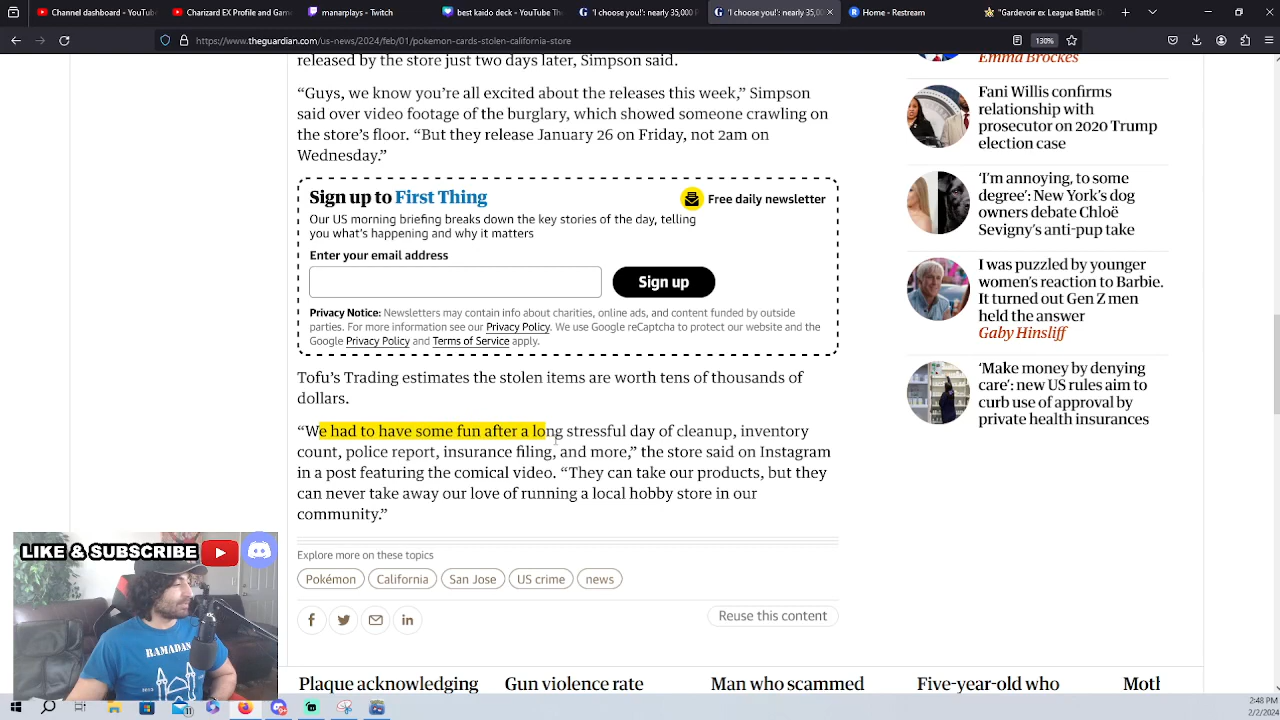 Charizard EX Profile and Game
manarplays - Twitch
kaido deck - YouTube
'I choose you!': nearly 35,000
'I choose you!': nearly 35,00
Home - Restream
"Gardevoir ex League Battle D
https://www.theguardian.com/us-news/2024/feb/01/pokemon-cards-stolen-california-store
130%
released by the store just two days later, Simpson said.
“Guys, we know you’re all excited about the releases this week,” Simpson
said over video footage of the burglary, which showed someone crawling on
the store’s floor. “But they release January 26 on Friday, not 2am on
Wednesday.”
Sign up to First Thing
Free daily newsletter
Our US morning briefing breaks down the key stories of the day, telling
you what’s happening and why it matters
Enter your email address
Sign up
Privacy Notice: Newsletters may contain info about charities, online ads, and content funded by outside
parties. For more information see our Privacy Policy. We use Google reCaptcha to protect our website and the
Google Privacy Policy and Terms of Service apply.
Tofu’s Trading estimates the stolen items are worth tens of thousands of
dollars.
“We had to have some fun after a long stressful day of cleanup, inventory
count, police report, insurance filing, and more,” the store said on Instagram
in a post featuring the comical video. “They can take our products, but they
can never take away our love of running a local hobby store in our
community.”
Explore more on these topics
Pokémon
California
San Jose
US crime
news
Reuse this content
Plaque acknowledging
Gun violence rate
Man who scammed
Five-year-old who
Moth
Emma Brockes
Fani Willis confirms
relationship with
prosecutor on 2020 Trump
election case
‘I’m annoying, to some
degree’: New York’s dog
owners debate Chloë
Sevigny’s anti-pup take
I was puzzled by younger
women’s reaction to Barbie.
It turned out Gen Z men
held the answer
Gaby Hinsliff
‘Make money by denying
care’: new US rules aim to
curb use of approval by
private health insurances
LIKE & SUBSCRIBE
RAMADAN
2:48 PM
2/2/2024